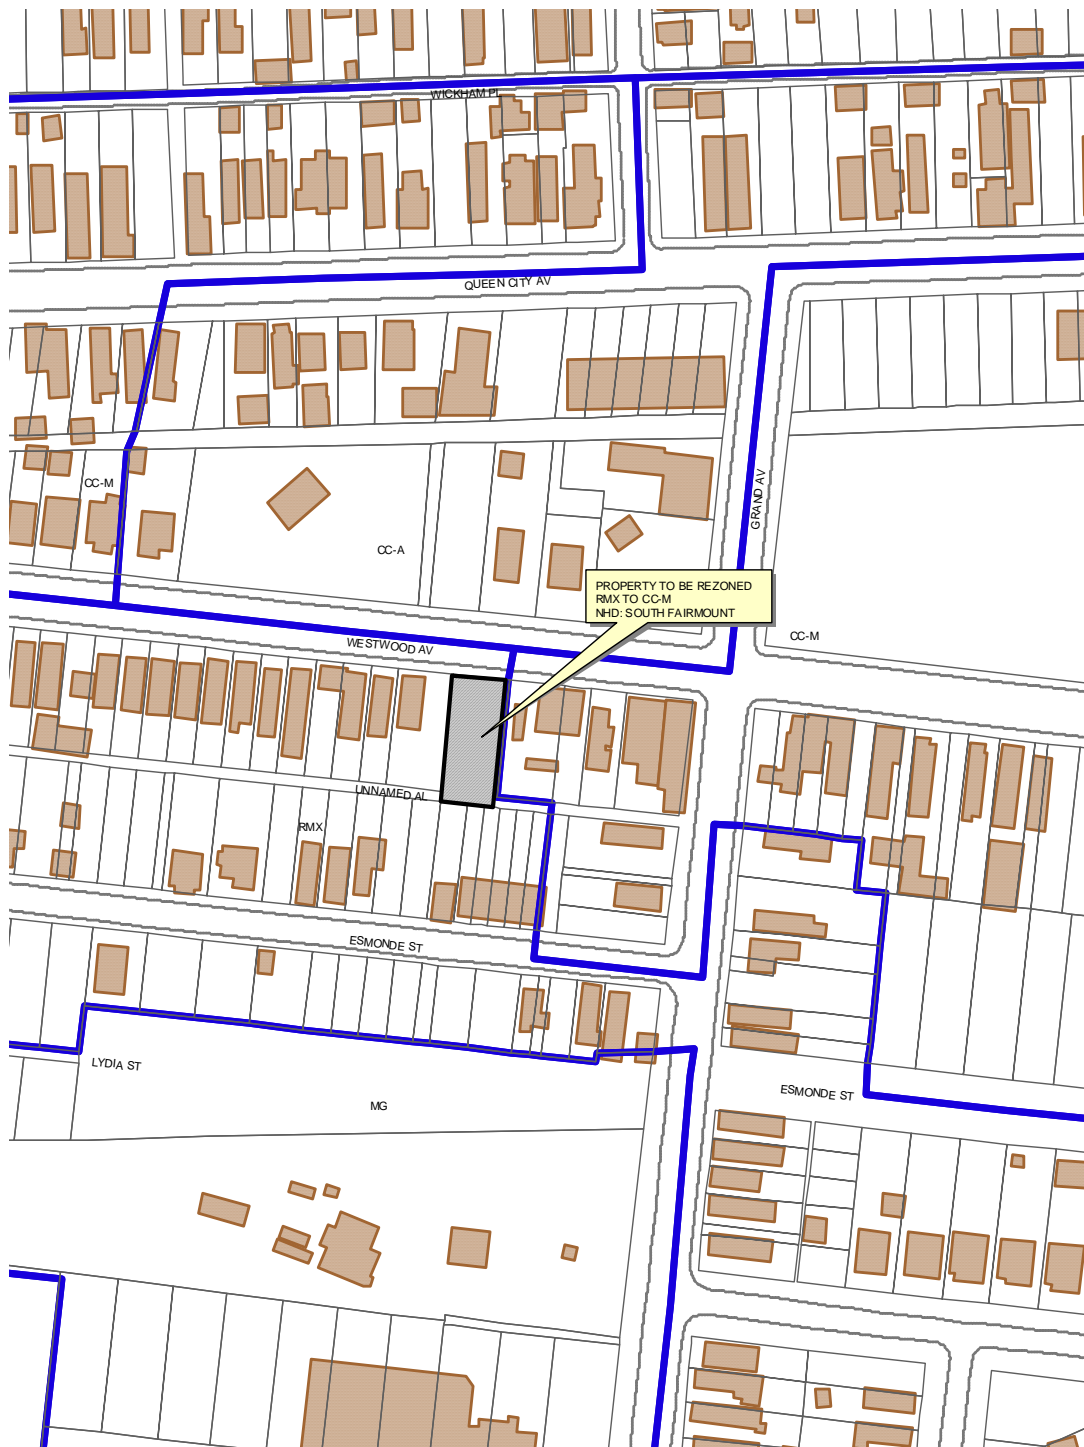 WICKHAM PL
QUEEN CITY AV
CC-M
GRAND AV
CC-A
PROPERTY TO BE REZONED
RMX TO CC-M
NHD: SOUTH FAIRMOUNT
CC-M
WESTWOOD AV
UNNAMED AL
RMX
ESMONDE ST
LYDIA ST
ESMONDE ST
MG